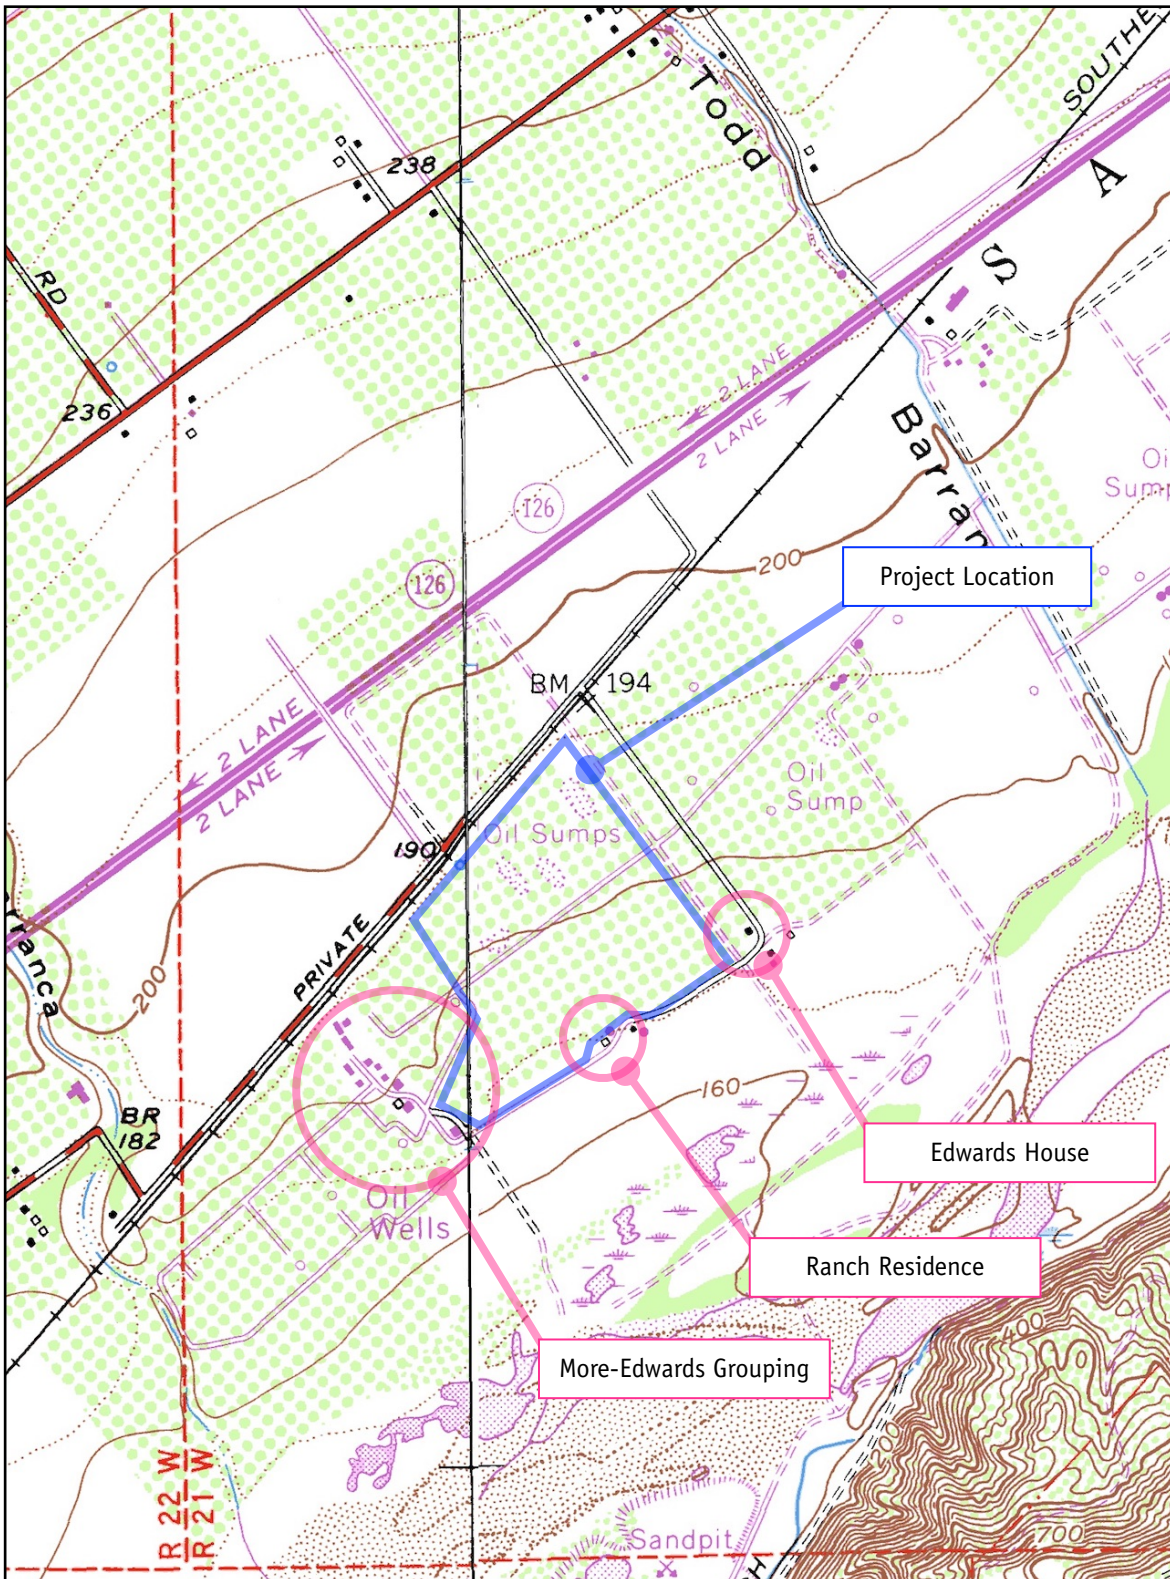 Todd
SOUTHE
238
A
S
RD
236
2 LANE
2 LANE
Barran
Oi
Sump
126
200
126
Project Location
BM
194
2 LANE
2 LANE
Oil
Sump
Oil Sumps
190
rranca
PRIVATE
200
160
BR
182
Edwards House
Oil
Wells
Ranch Residence
400
More-Edwards Grouping
R 22 W
R 21 W
Sandpit
700
H